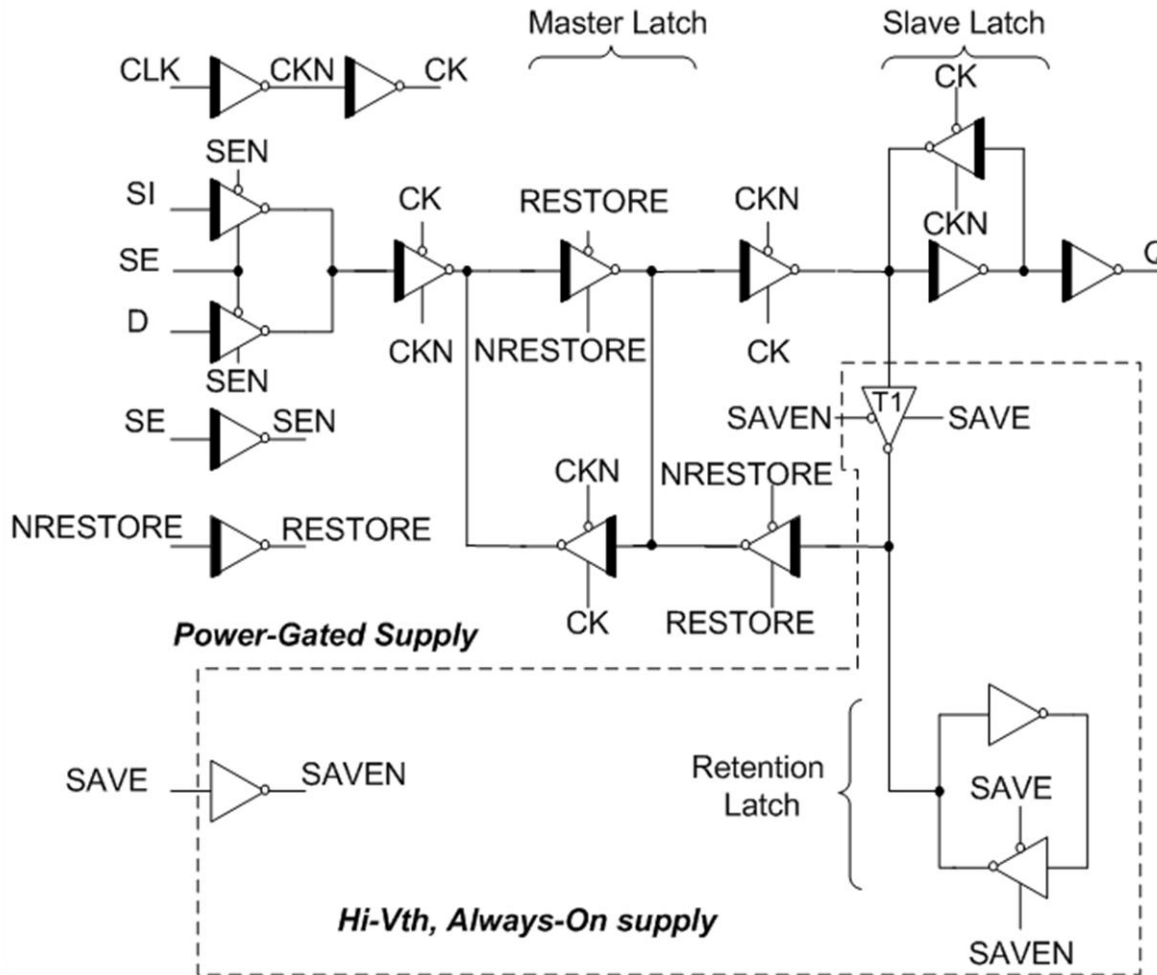 Master Latch
Slave Latch
CLK
CKN
CK
CK
SEN
SI
CK
RESTORE
CKN
CKN
SE
Q
D
CKN
NRESTORE
CK
SEN
SE
SEN
SAVEN
T1
SAVE
CKN
NRESTORE
NRESTORE
RESTORE
CK
RESTORE
Power-Gated Supply
Retention
Latch
SAVE
SAVEN
SAVE
Hi-Vth, Always-On supply
SAVEN